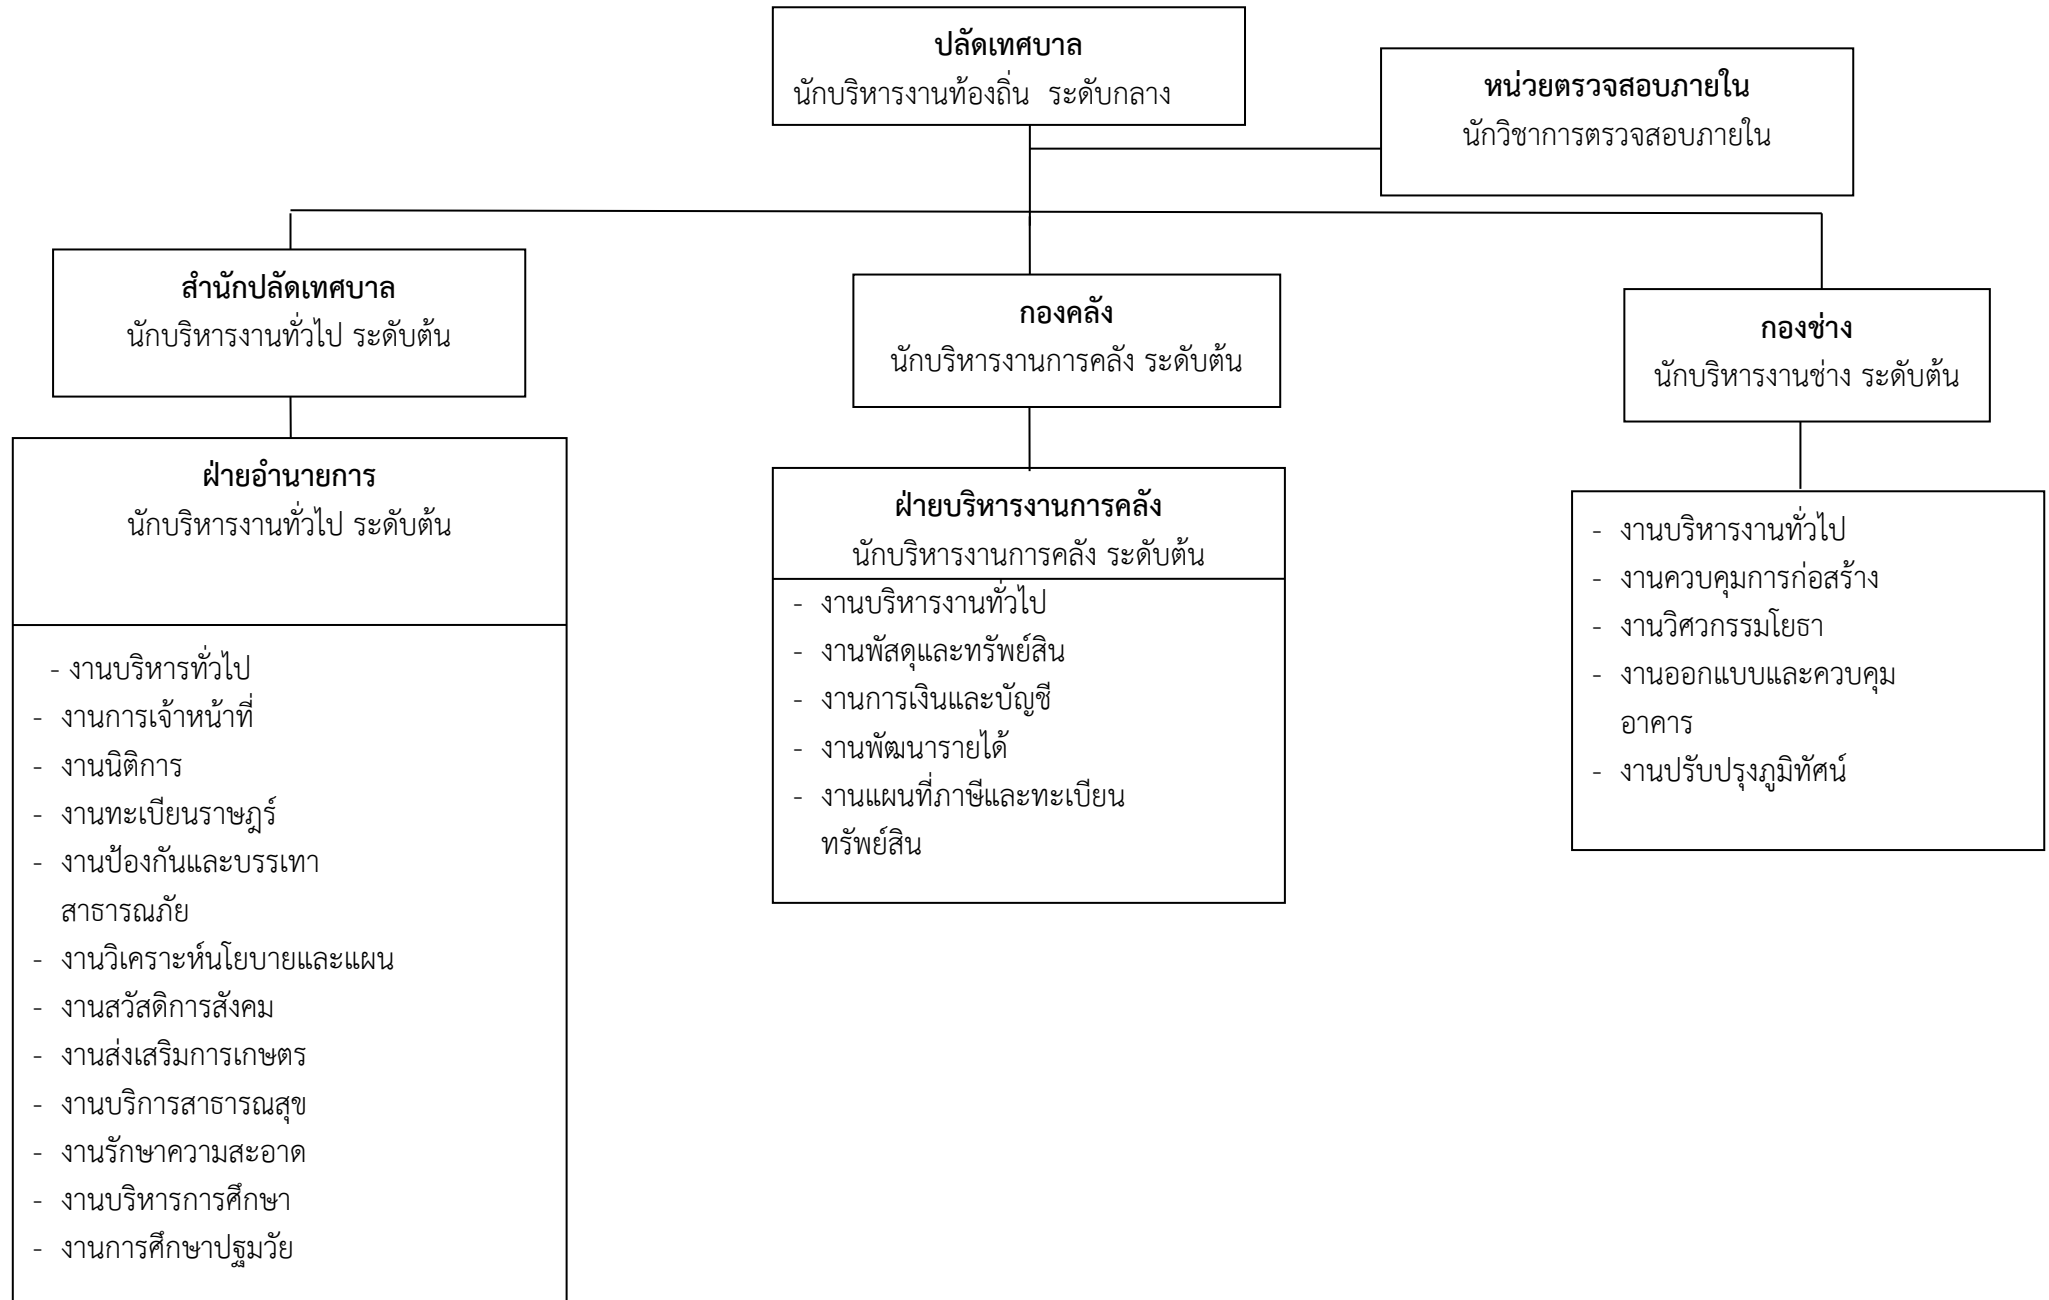 ปลัดเทศบาล
นักบริหารงานท้องถิ่น ระดับกลาง
หน่วยตรวจสอบภายใน
นักวิชาการตรวจสอบภายใน
สำนักปลัดเทศบาล
นักบริหารงานทั่วไป ระดับต้น
กองคลัง
นักบริหารงานการคลัง ระดับต้น
กองช่าง
นักบริหารงานช่าง ระดับต้น
ฝ่ายอำนายการ
นักบริหารงานทั่วไป ระดับต้น
- งานบริหารทั่วไป
- งานการเจ้าหน้าที่
- งานนิติการ
- งานทะเบียนราษฎร์
- งานป้องกันและบรรเทา
สาธารณภัย
- งานวิเคราะห์นโยบายและแผน
- งานสวัสดิการสังคม
- งานส่งเสริมการเกษตร
- งานบริการสาธารณสุข
- งานรักษาความสะอาด
- งานบริหารการศึกษา
- งานการศึกษาปฐมวัย
ฝ่ายบริหารงานการคลัง
นักบริหารงานการคลัง ระดับต้น
- งานบริหารงานทั่วไป
- งานพัสดุและทรัพย์สิน
- งานการเงินและบัญชี
- งานพัฒนารายได้
- งานแผนที่ภาษีและทะเบียน
ทรัพย์สิน
- งานบริหารงานทั่วไป
- งานควบคุมการก่อสร้าง
- งานวิศวกรรมโยธา
- งานออกแบบและควบคุม
อาคาร
- งานปรับปรุงภูมิทัศน์